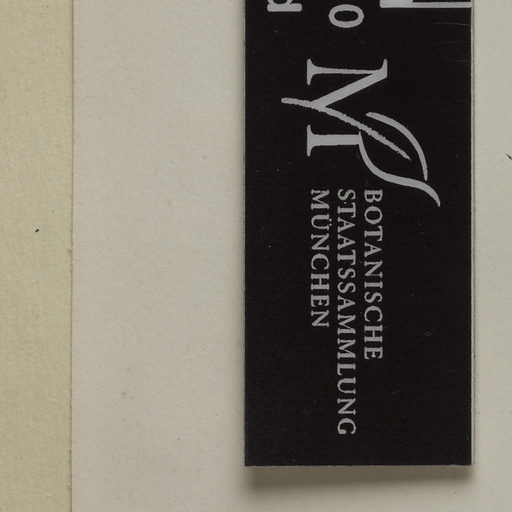 M
BOTANISCHE
STAATSSAMMLUNG
MÜNCHEN